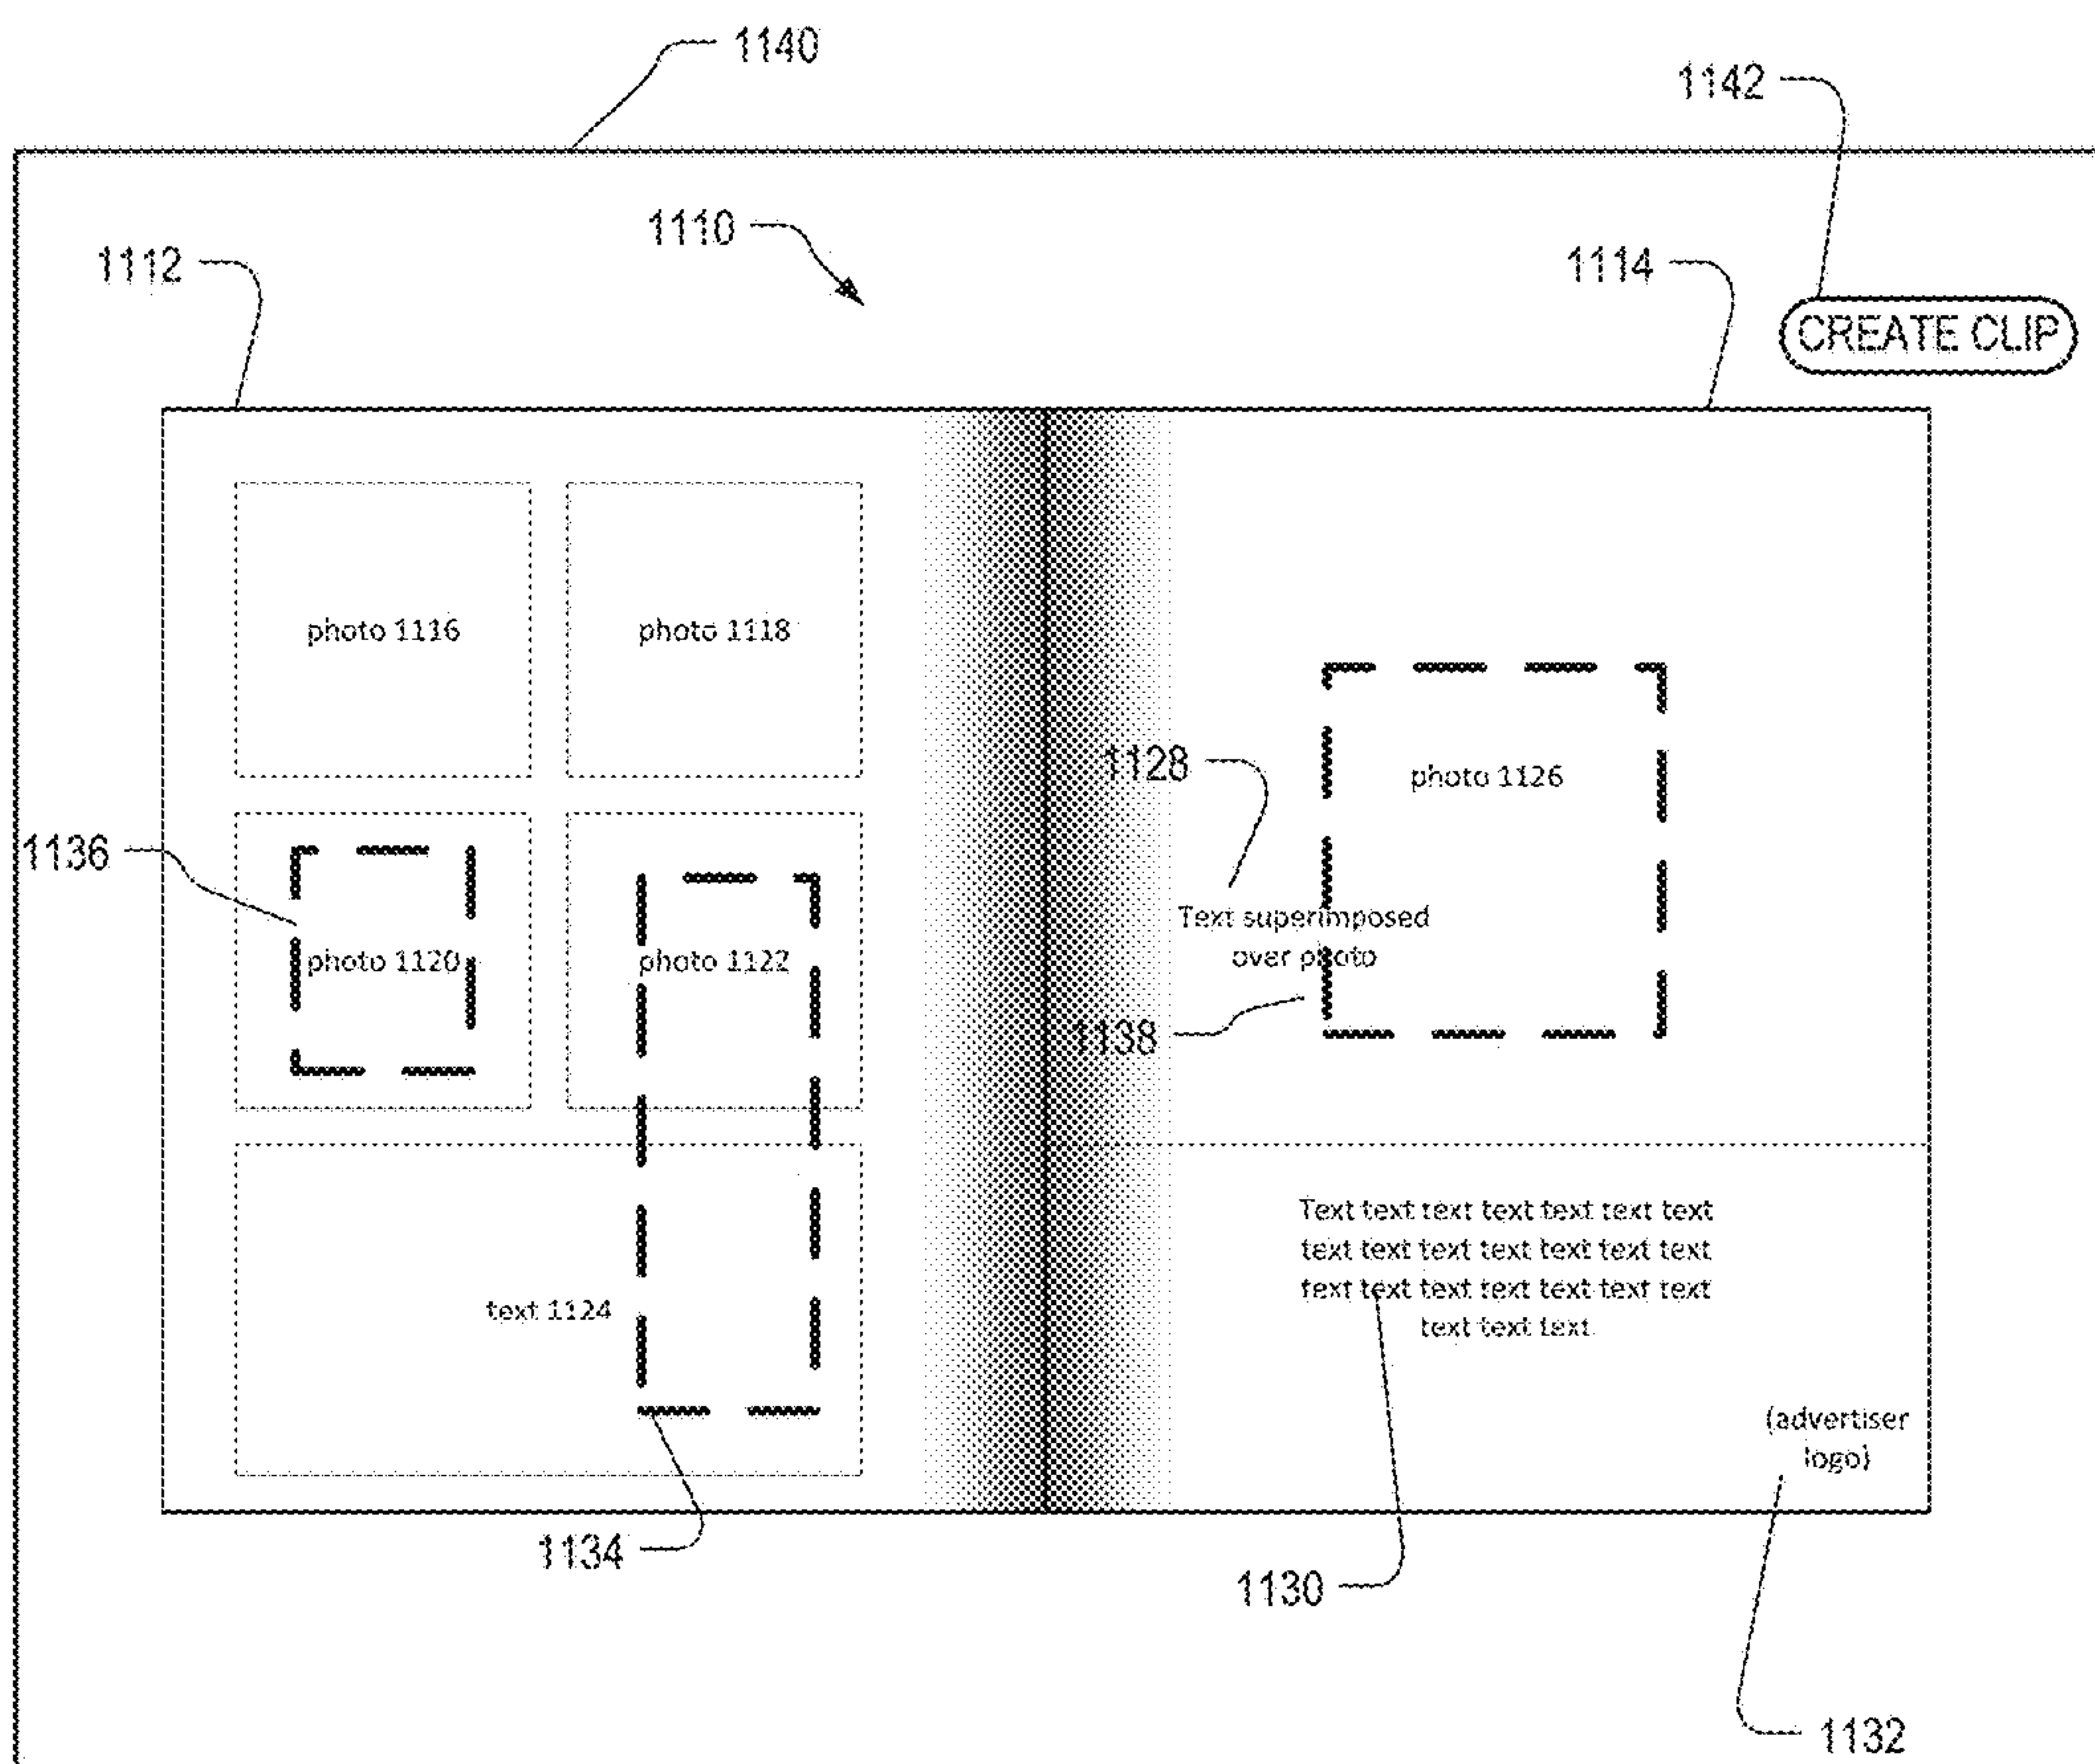 1140
1142
1110
1112
1114
CREATE CLIP
photo 1116
photo 1118
1128
photo 1126
1136
Text superimposed
over photo
photo 1120
photo 1122
1138
Text text text text text text text
text text text text text text text
text text text text text text text
text text text
text 1124
(advertiser
logo)
1134
1130
1132